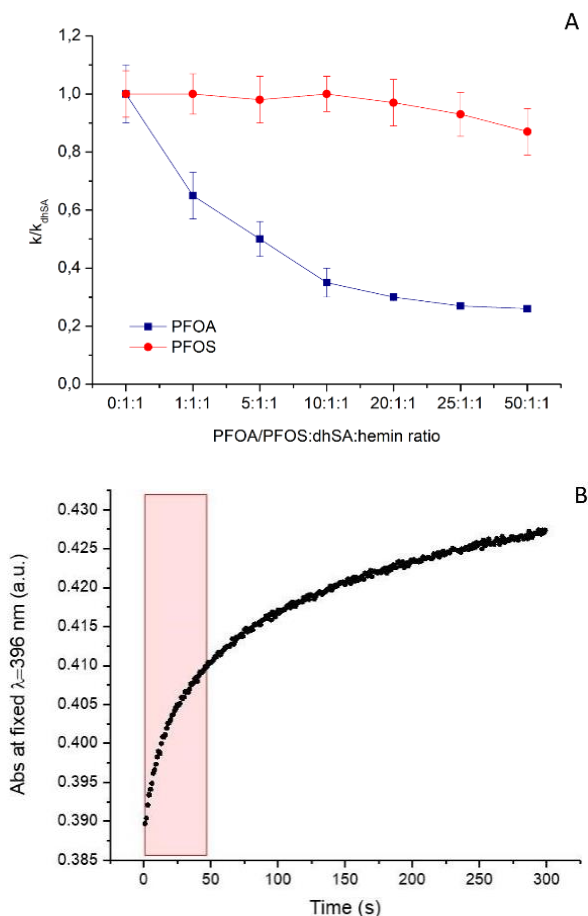 A
1,2
1,0
0,8
0,6
0,4
0,2
0,0
k/k_dhSA
PFOA
PFOS
0:1:1 1:1:1 5:1:1 10:1:1 20:1:1 25:1:1 50:1:1
PFOA/PFOS:dhSA:hemin ratio
B
0.430
0.425
0.420
0.415
0.410
0.405
0.400
0.395
0.390
0.385
Abs at fixed λ=396 nm (a.u.)
0 50 100 150 200 250 300
Time (s)